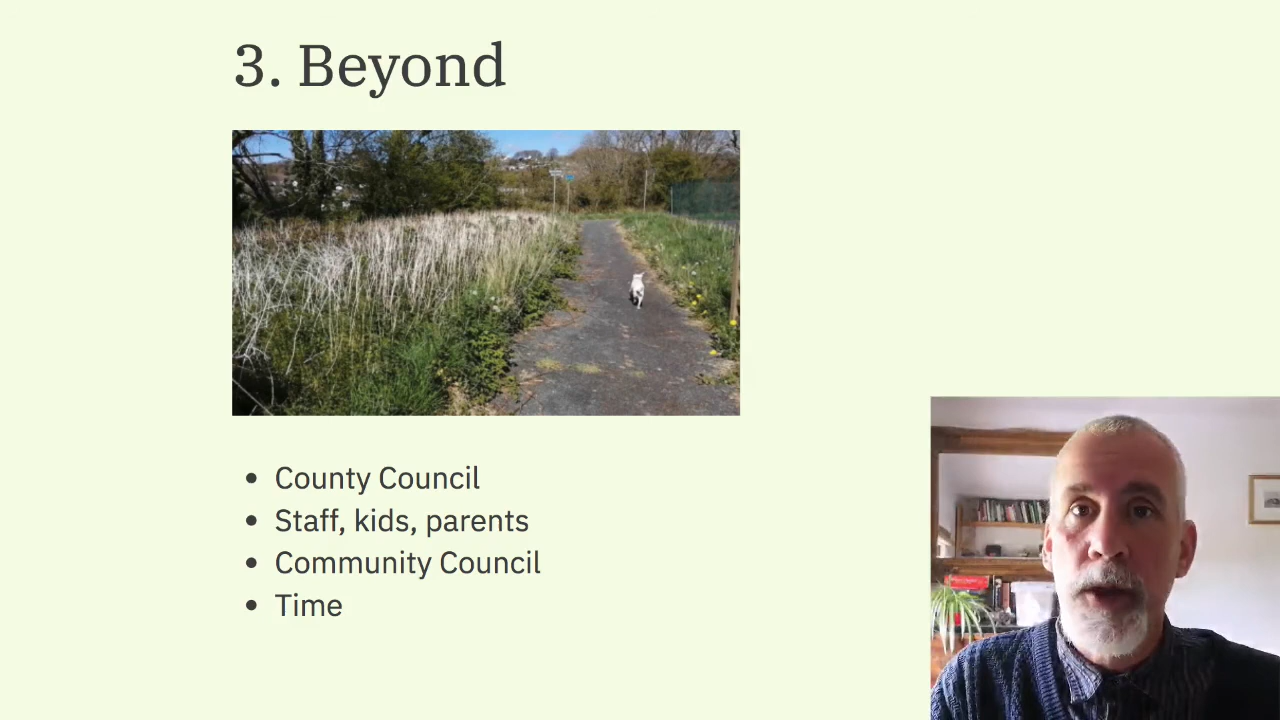 3. Beyond
County Council
Staff, kids, parents
Community Council
Time